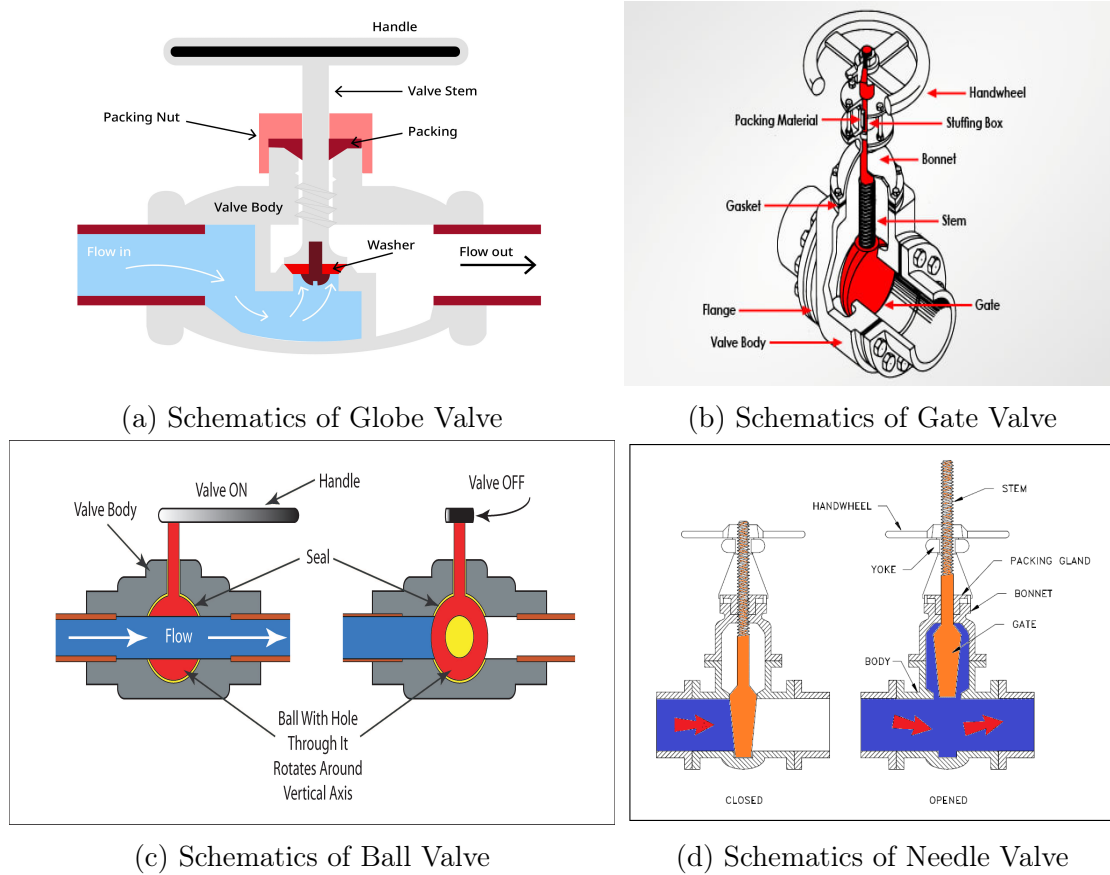 Handle
Valve Stem
Packing Nut
Packing
Valve Body
Washer
Flow in
Flow out
(a) Schematics of Globe Valve
Handwheel
Packing Material
Stuffing Box
Bonnet
Gasket
Stem
Flange
Gate
Valve Body
(b) Schematics of Gate Valve
Valve ON
Handle
Valve OFF
Valve Body
Seal
Flow
Ball With Hole
Through It
Rotates Around
Vertical Axis
(c) Schematics of Ball Valve
STEM
HANDWHEEL
YOKE
PACKING GLAND
BONNET
GATE
BODY
CLOSED
OPENED
(d) Schematics of Needle Valve